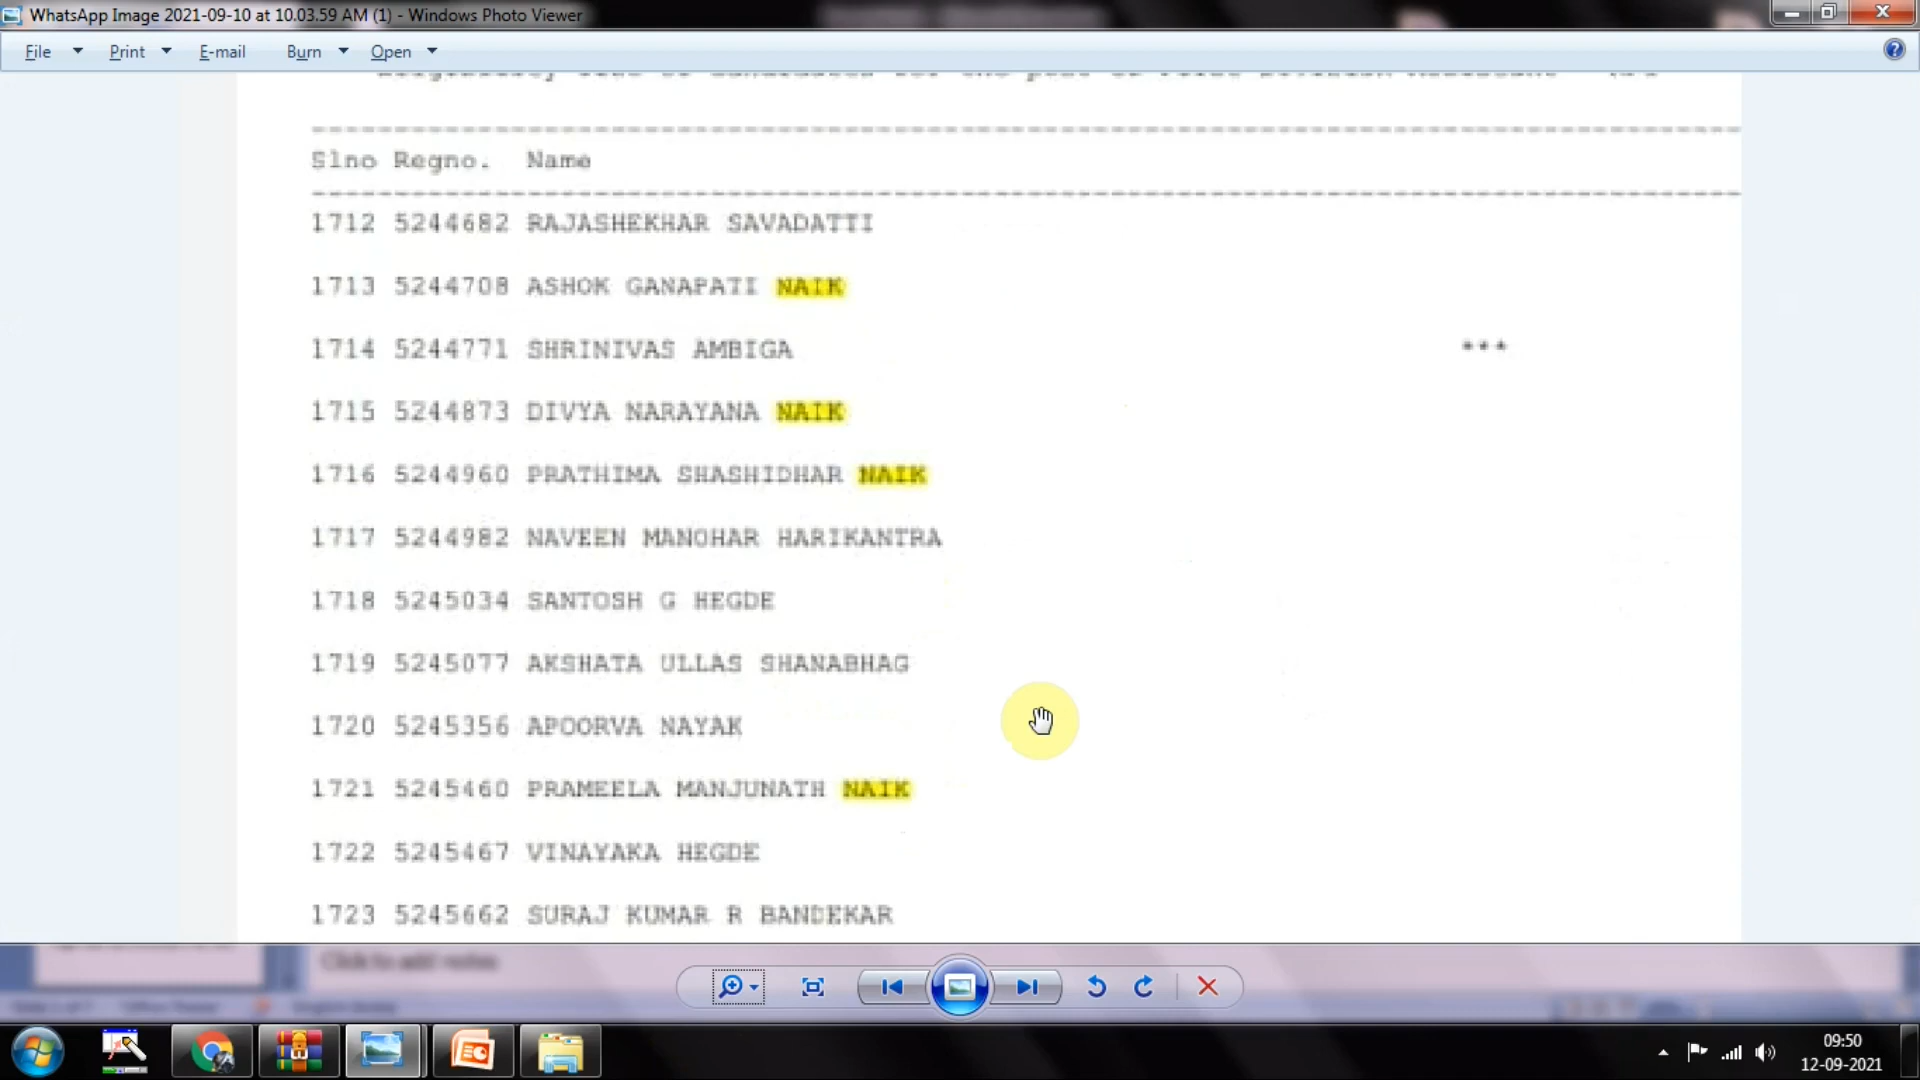 WhatsApp Image 2021-09-10 at 10.03.59 AM (1) - Windows Photo Viewer
File Print E-mail Burn Open
Slno Regno. Name
1712 5244682 RAJASHEKHAR SAVADATTI
1713 5244708 ASHOK GANAPATI NAIK
1714 5244771 SHRINIVAS AMBIGA ***
1715 5244873 DIVYA NARAYANA NAIK
1716 5244960 PRATHIMA SHASHIDHAR NAIK
1717 5244982 NAVEEN MANOHAR HARIKANTRA
1718 5245034 SANTOSH G HEGDE
1719 5245077 AKSHATA ULLAS SHANABHAG
1720 5245356 APOORVA NAYAK
1721 5245460 PRAMEELA MANJUNATH NAIK
1722 5245467 VINAYAKA HEGDE
1723 5245662 SURAJ KUMAR R BANDEKAR
Click to add notes
09:50
12-09-2021